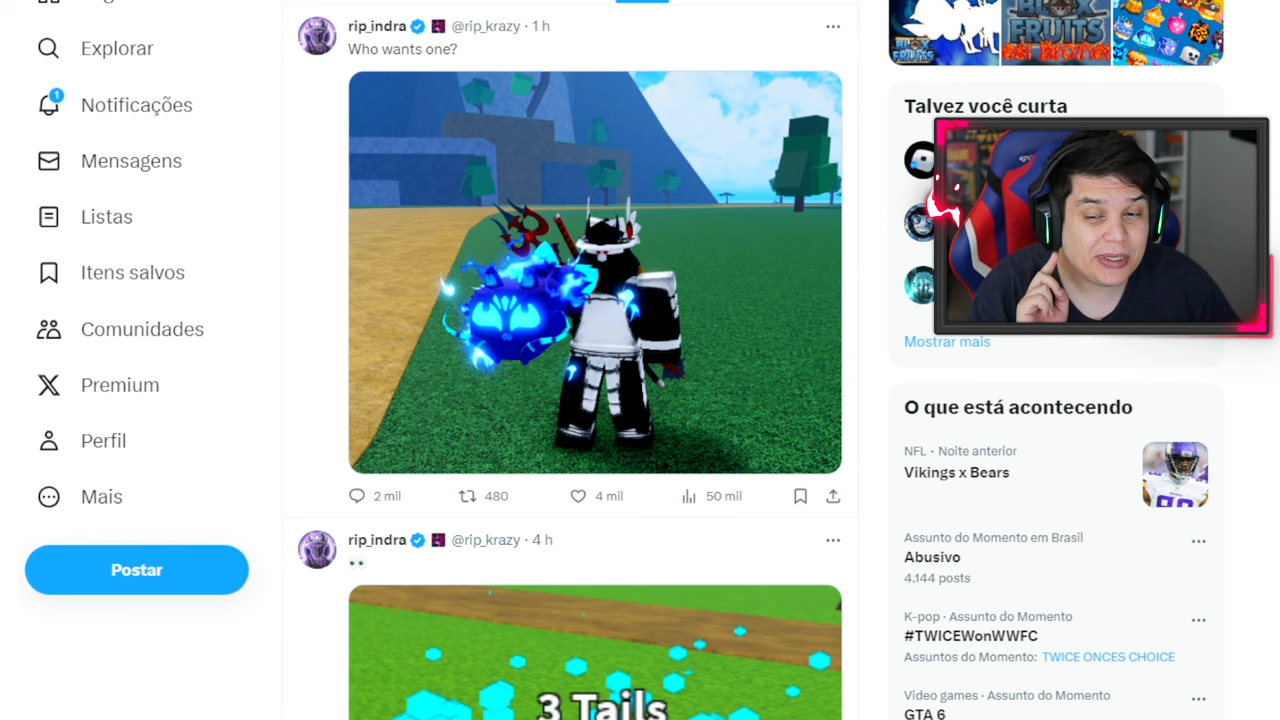 Explorar
1
Notificações
Mensagens
Listas
Itens salvos
Comunidades
Premium
Perfil
Mais
Postar
rip_indra @rip_krazy · 1 h
Who wants one?
2 mil 480 4 mil 50 mil
rip_indra @rip_krazy · 4 h
3 Tails
BLOX FRUITS
BLOX
FRUITS
Talvez você curta
Mostrar mais
O que está acontecendo
NFL · Noite anterior
Vikings x Bears
Assunto do Momento em Brasil
Abusivo
4.144 posts
K-pop · Assunto do Momento
#TWICEWonWWFC
Assuntos do Momento: TWICE ONCES CHOICE
Video games · Assunto do Momento
GTA 6